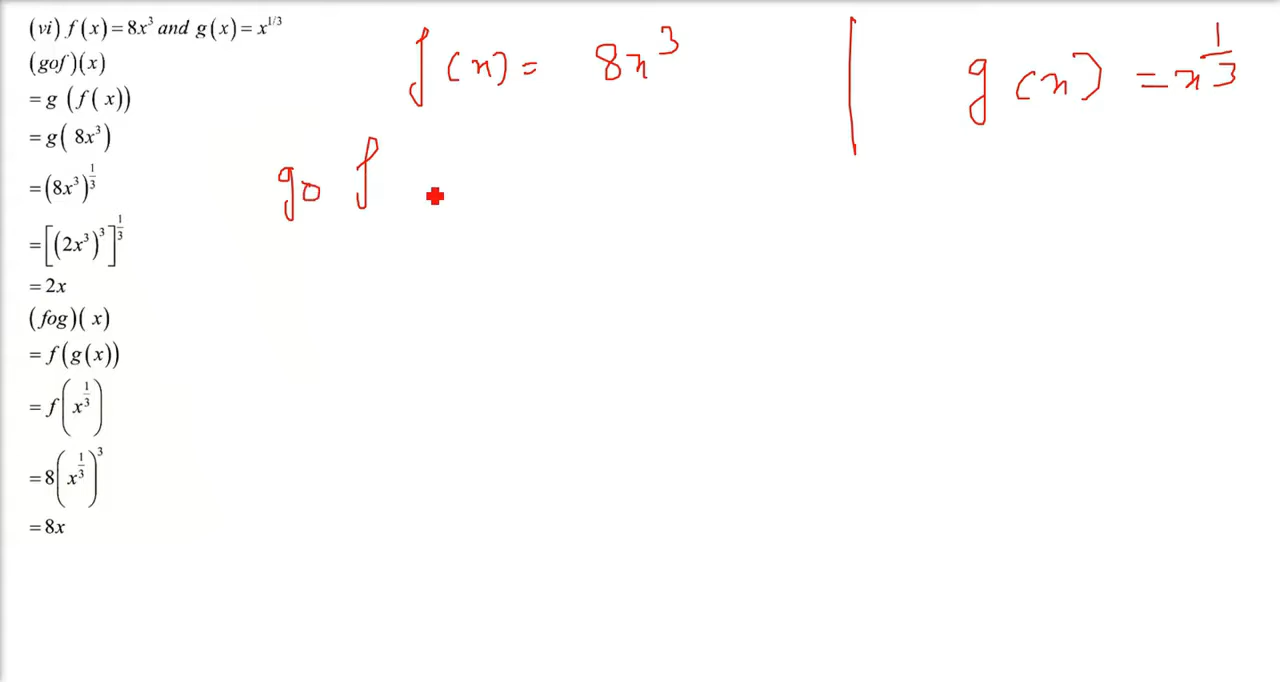 (vi) f(x) = 8x³ and g(x) = x^{1/3}
(gof)(x)
= g(f(x))
= g( 8x³)
= (8x³)^{1/3}
= [(2x³)³]^{1/3}
= 2x
(fog)(x)
= f(g(x))
= f(x^{1/3})
= 8(x^{1/3})³
= 8x
f(x) = 8x³ | g(x) = x^{1/3}
gof